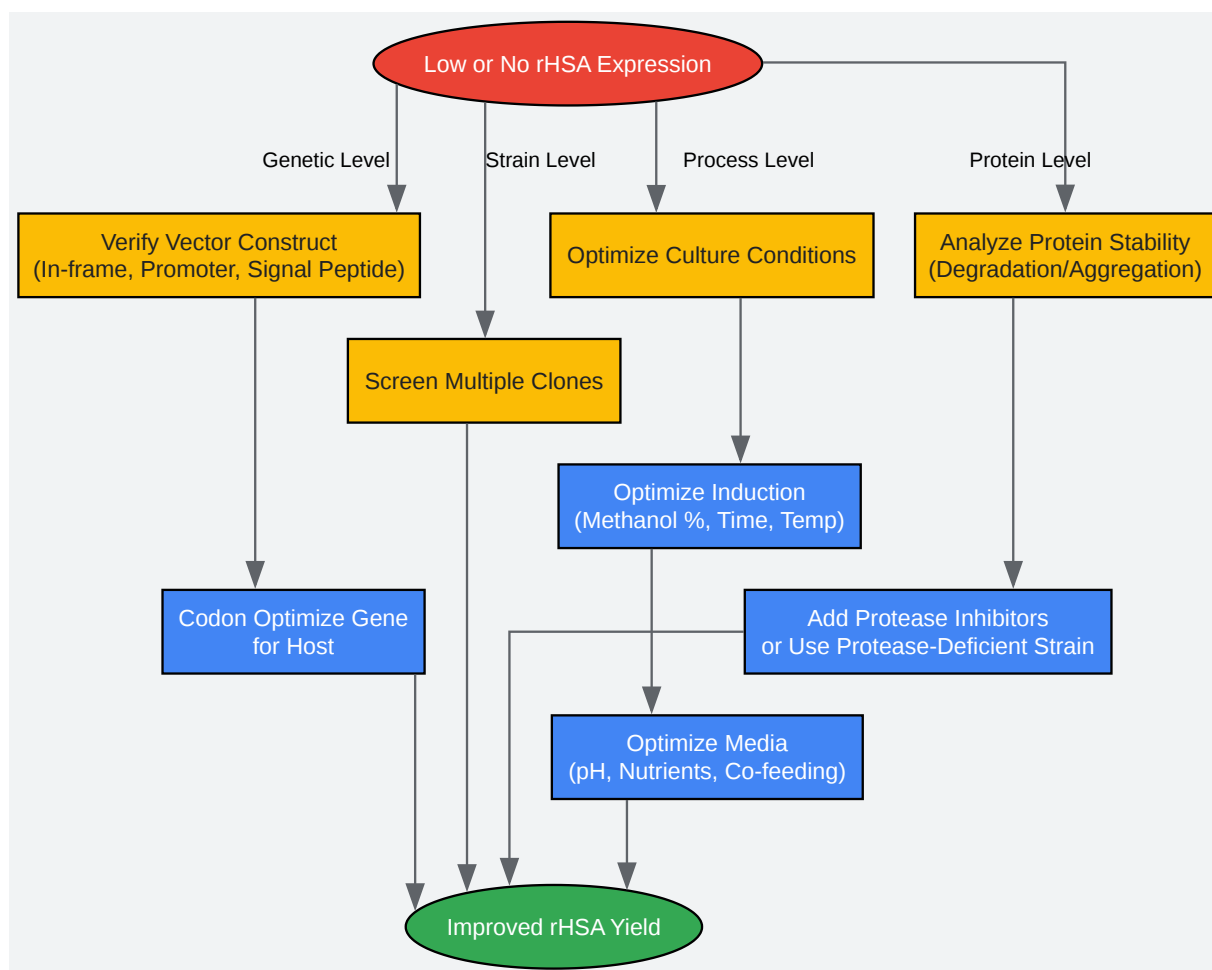 Low or No rHSA Expression
Genetic Level
Strain Level
Process Level
Protein Level
Verify Vector Construct
(In-frame, Promoter, Signal Peptide)
Optimize Culture Conditions
Analyze Protein Stability
(Degradation/Aggregation)
Screen Multiple Clones
Optimize Induction
(Methanol %, Time, Temp)
Codon Optimize Gene
for Host
Add Protease Inhibitors
or Use Protease-Deficient Strain
Optimize Media
(pH, Nutrients, Co-feeding)
Improved rHSA Yield